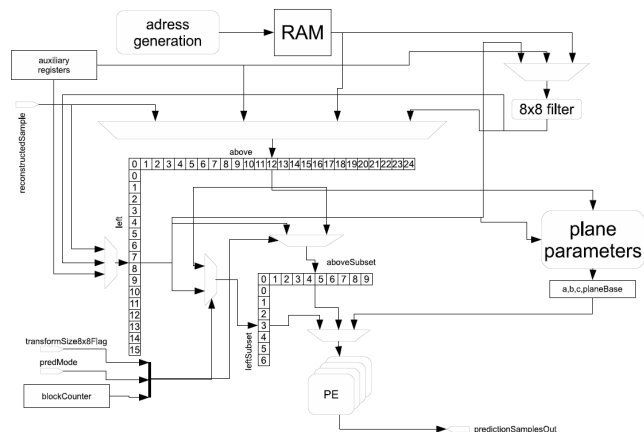 adress
generation
RAM
auxiliary
registers
8x8 filter
reconstructedSample
above
0 1 2 3 4 5 6 7 8 9 10 11 12 13 14 15 16 17 18 19 20 21 22 23 24
left
0
1
2
3
4
5
6
7
8
9
10
11
12
13
14
15
plane
parameters
a,b,c,planeBase
aboveSubset
0 1 2 3 4 5 6 7 8 9
leftSubset
0
1
2
3
4
5
6
transformSize8x8Flag
predMode
blockCounter
PE
predictionSamplesOut